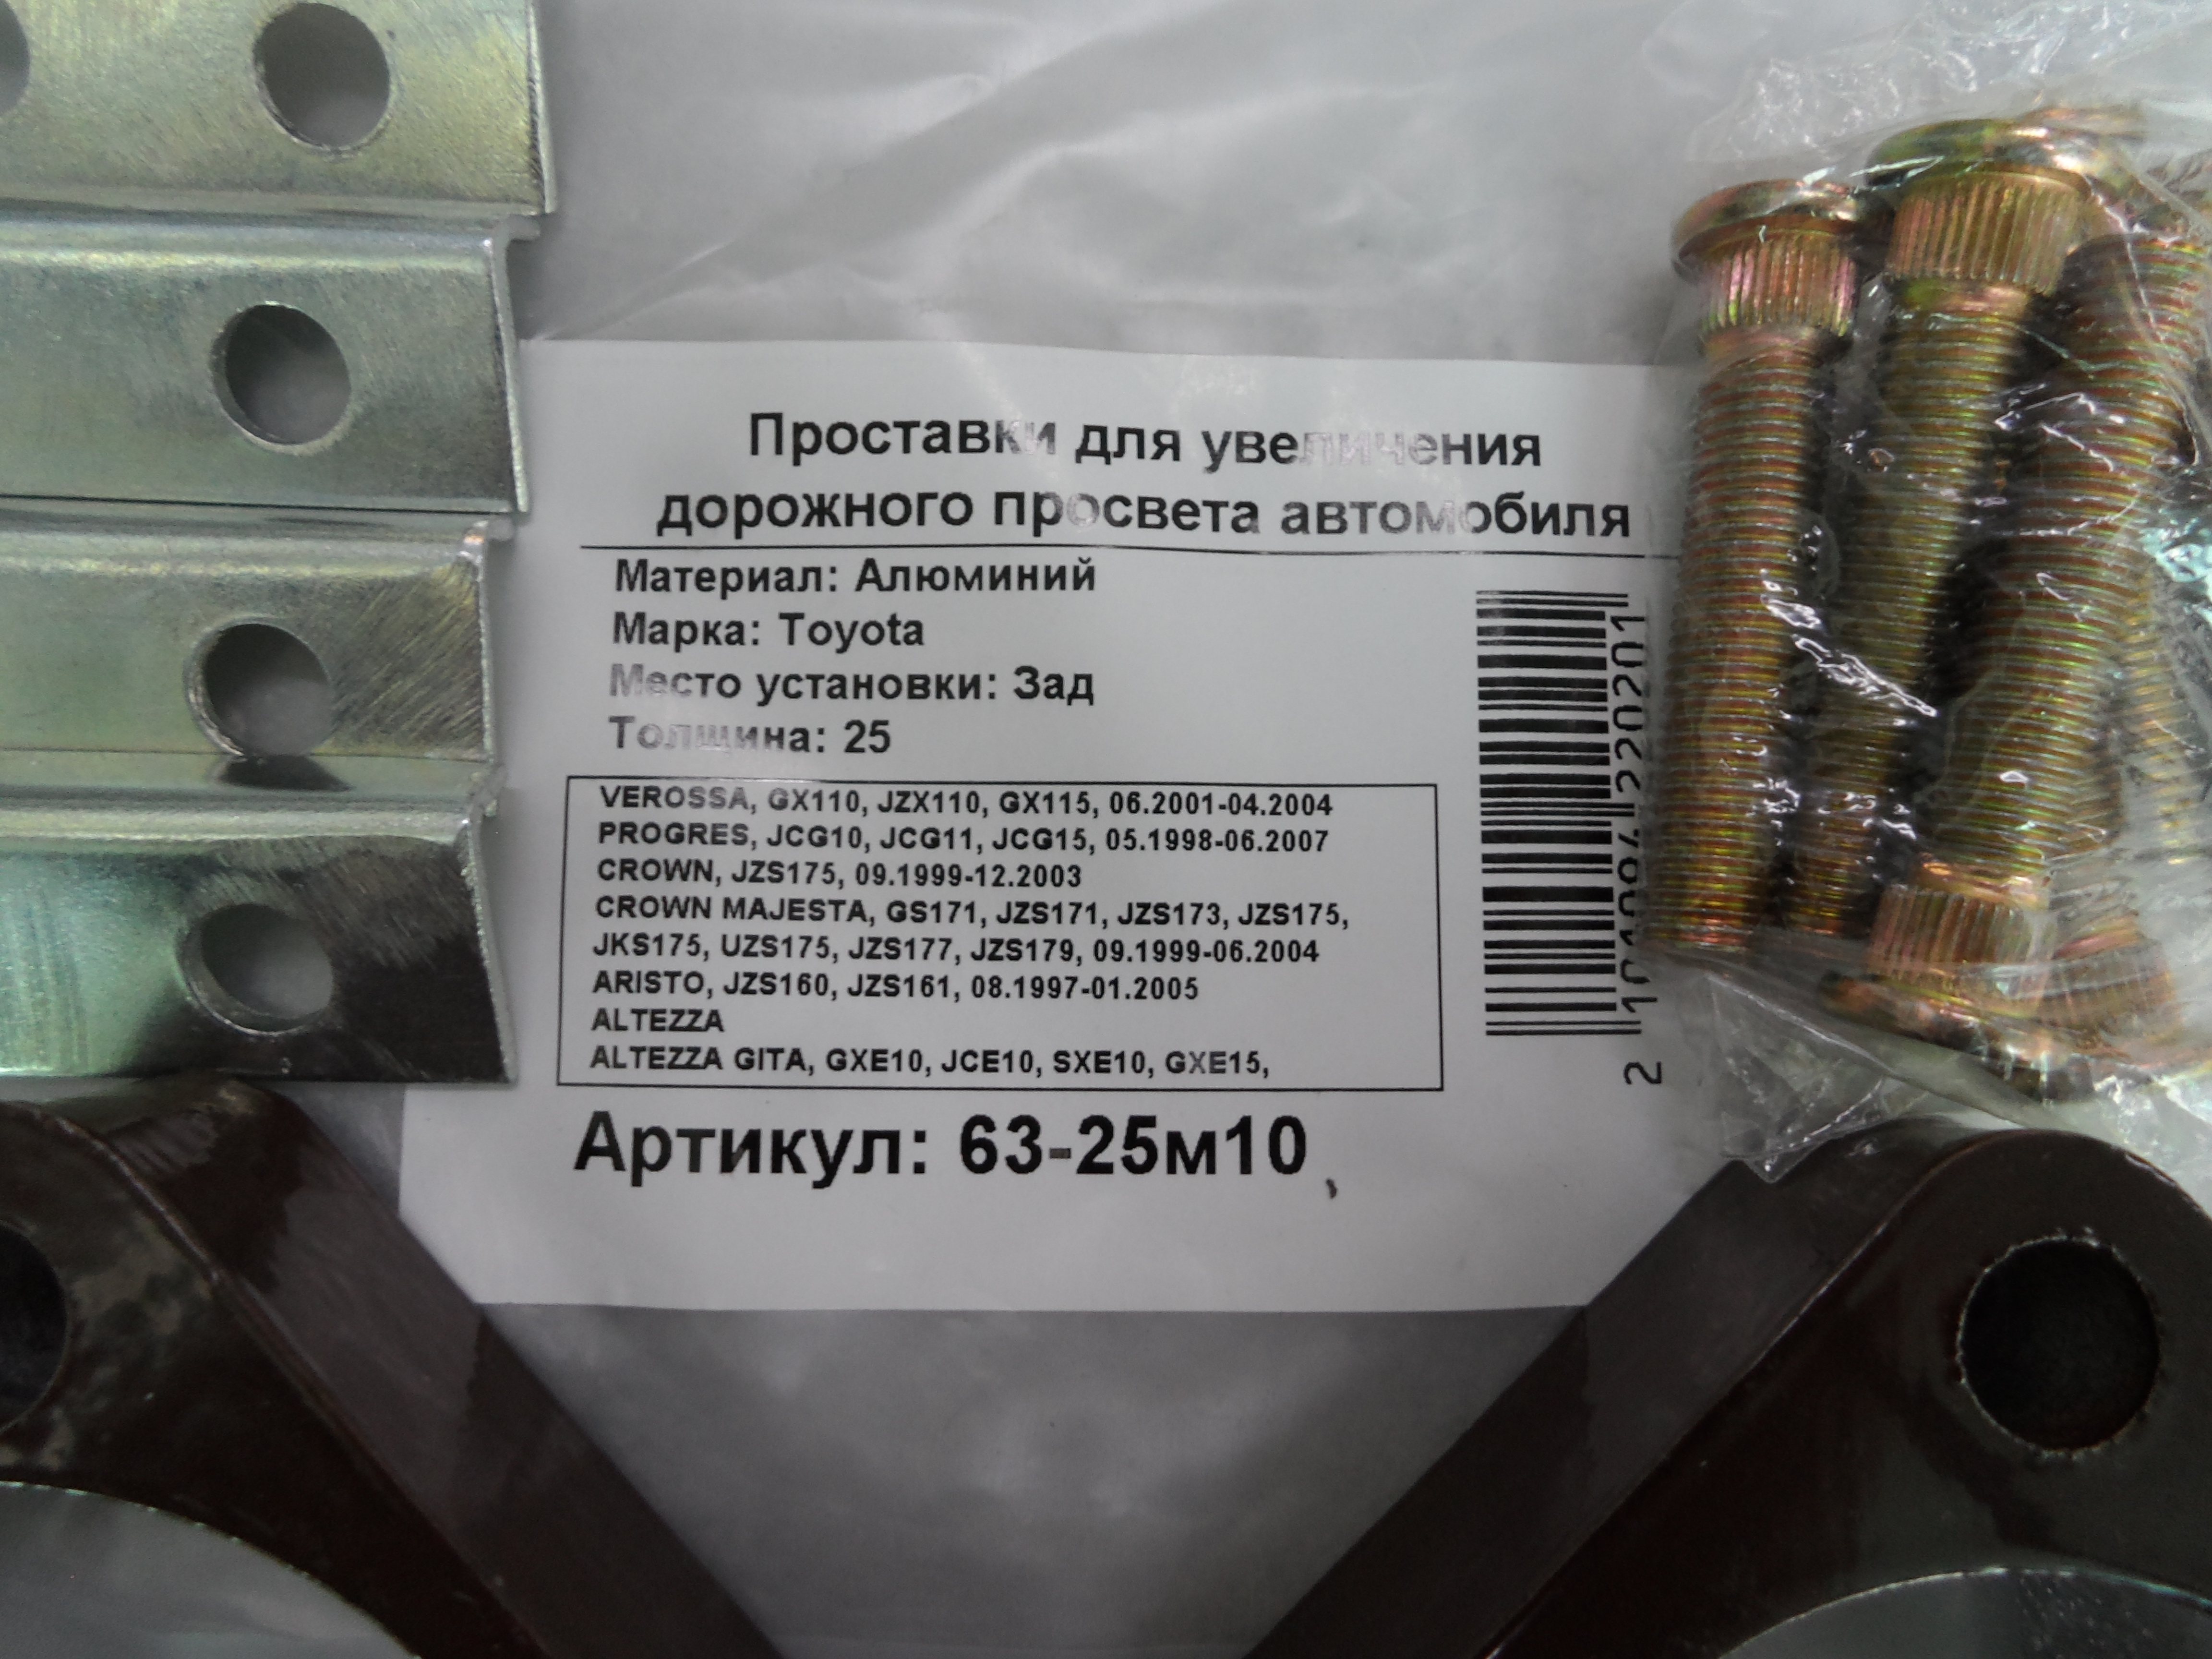 Проставки для увеличения
дорожного просвета автомобиля
Материал: Алюминий
Марка: Toyota
Место установки: Зад
Толщина: 25
VEROSSA, GX110, JZX110, GX115, 06.2001-04.2004
PROGRES, JCG10, JCG11, JCG15, 05.1998-06.2007
CROWN, JZS175, 09.1999-12.2003
CROWN MAJESTA, GS171, JZS171, JZS173, JZS175,
JKS175, UZS175, JZS177, JZS179, 09.1999-06.2004
ARISTO, JZS160, JZS161, 08.1997-01.2005
ALTEZZA
ALTEZZA GITA, GXE10, JCE10, SXE10, GXE15,
Артикул: 63-25м10